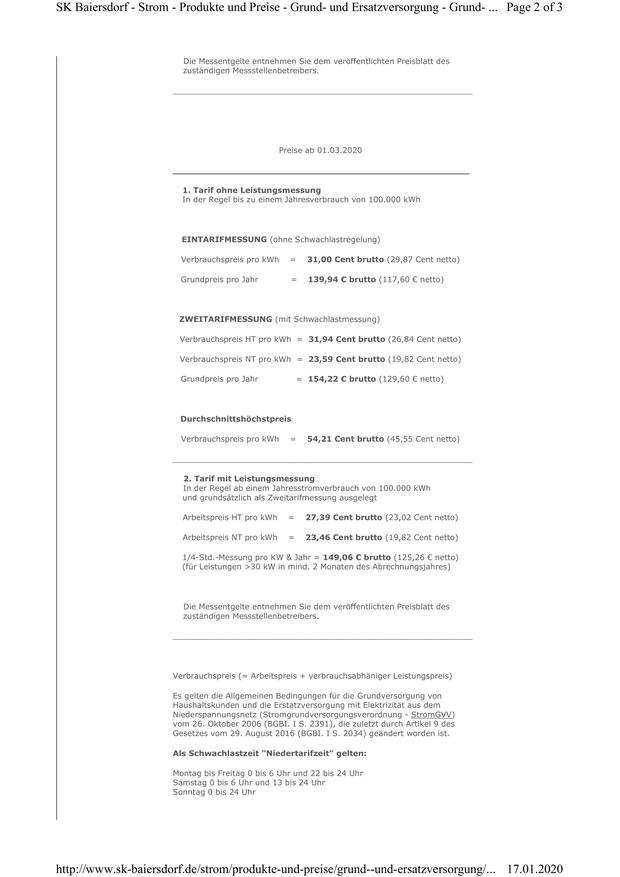 SK Baiersdorf - Strom - Produkte und Preise - Grund- und Ersatzversorgung - Grund- ... Page 2 of 3
Die Messentgelte entnehmen Sie dem veröffentlichten Preisblatt des
zuständigen Messstellenbetreibers.
Preise ab 01.03.2020
1. Tarif ohne Leistungsmessung
In der Regel bis zu einem Jahresverbrauch von 100.000 kWh
EINTARIFMESSUNG (ohne Schwachlastregelung)
Verbrauchspreis pro kWh = 31,00 Cent brutto (29,87 Cent netto)
Grundpreis pro Jahr = 139,94 € brutto (117,60 € netto)
ZWEITARIFMESSUNG (mit Schwachlastmessung)
Verbrauchspreis HT pro kWh = 31,94 Cent brutto (26,84 Cent netto)
Verbrauchspreis NT pro kWh = 23,59 Cent brutto (19,82 Cent netto)
Grundpreis pro Jahr = 154,22 € brutto (129,60 € netto)
Durchschnittshöchstpreis
Verbrauchspreis pro kWh = 54,21 Cent brutto (45,55 Cent netto)
2. Tarif mit Leistungsmessung
In der Regel ab einem Jahresstromverbrauch von 100.000 kWh
und grundsätzlich als Zweitarifmessung ausgelegt
Arbeitspreis HT pro kWh = 27,39 Cent brutto (23,02 Cent netto)
Arbeitspreis NT pro kWh = 23,46 Cent brutto (19,82 Cent netto)
1/4-Std.-Messung pro KW & Jahr = 149,06 € brutto (125,26 € netto)
(für Leistungen >30 kW in mind. 2 Monaten des Abrechnungsjahres)
Die Messentgelte entnehmen Sie dem veröffentlichten Preisblatt des
zuständigen Messstellenbetreibers.
Verbrauchspreis (= Arbeitspreis + verbrauchsabhäniger Leistungspreis)
Es gelten die Allgemeinen Bedingungen für die Grundversorgung von
Haushaltskunden und die Erstatzversorgung mit Elektrizität aus dem
Niederspannungsnetz (Stromgrundversorgungsverordnung - StromGVV)
vom 26. Oktober 2006 (BGBI. I S. 2391), die zuletzt durch Artikel 9 des
Gesetzes vom 29. August 2016 (BGBI. I S. 2034) geändert worden ist.
Als Schwachlastzeit "Niedertarifzeit" gelten:
Montag bis Freitag 0 bis 6 Uhr und 22 bis 24 Uhr
Samstag 0 bis 6 Uhr und 13 bis 24 Uhr
Sonntag 0 bis 24 Uhr
http://www.sk-baiersdorf.de/strom/produkte-und-preise/grund--und-ersatzversorgung/... 17.01.2020